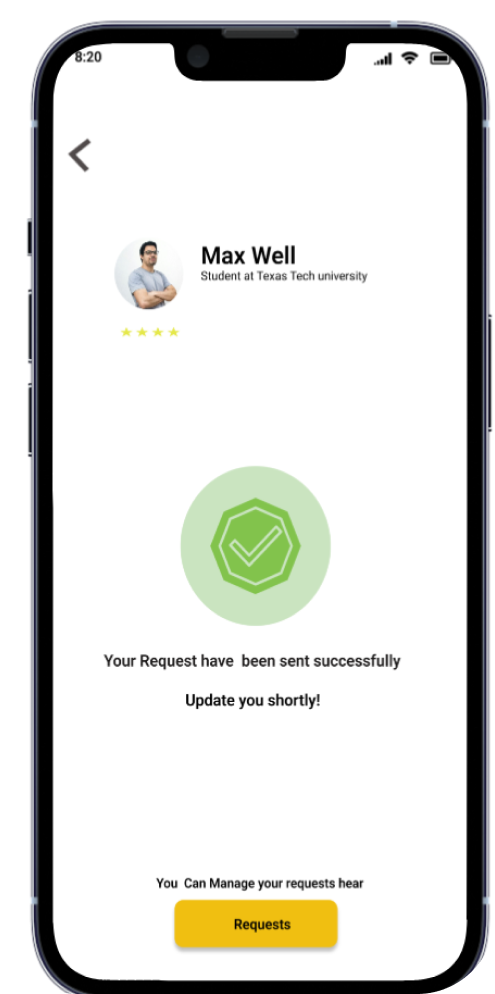 8:20
Max Well
Student at Texas Tech university
Your Request have been sent successfully
Update you shortly!
You Can Manage your requests hear
Requests